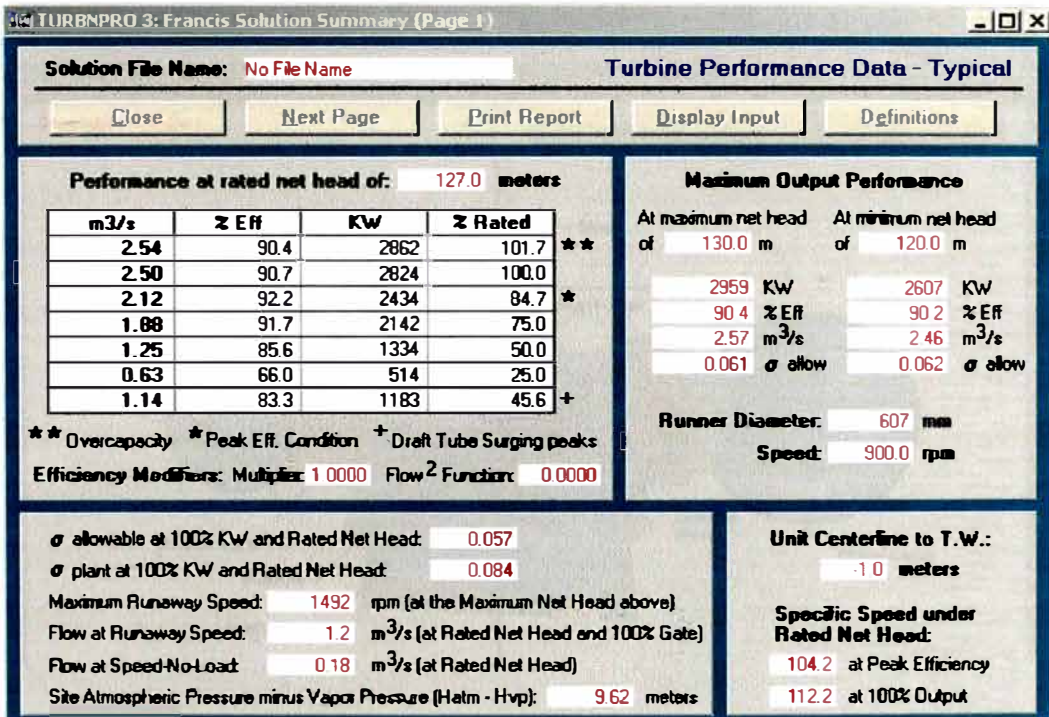 TURBNPRO 3: Francis Solution Summary (Page 1)
Solution File Name: No File Name
Turbine Performance Data - Typical
Close Next Page Print Report Display Input Definitions
Performance at rated net head of: 127.0 meters
m3/s % Eff KW % Rated
2.54 90.4 2862 101.7 **
2.50 90.7 2824 100.0
2.12 92.2 2434 84.7 *
1.88 91.7 2142 75.0
1.25 85.6 1334 50.0
0.63 66.0 514 25.0
1.14 83.3 1183 45.6 +
** Overcapacity * Peak Eff. Condition + Draft Tube Surging peaks
Efficiency Modifiers: Multiplier: 1.0000 Flow2 Function: 0.0000
Maximum Output Performance
At maximum net head At minimum net head
of 130.0 m of 120.0 m
2959 KW 2607 KW
90.4 % Eff 90.2 % Eff
2.57 m3/s 2.46 m3/s
0.061 σ allow 0.062 σ allow
Runner Diameter: 607 mm
Speed: 900.0 rpm
σ allowable at 100% KW and Rated Net Head: 0.057
σ plant at 100% KW and Rated Net Head: 0.084
Maximum Runaway Speed: 1492 rpm (at the Maximum Net Head above)
Flow at Runaway Speed: 1.2 m3/s (at Rated Net Head and 100% Gate)
Flow at Speed-No-Load: 0.18 m3/s (at Rated Net Head)
Site Atmospheric Pressure minus Vapor Pressure (Hatm - Hvp): 9.62 meters
Unit Centerline to T.W.:
-1.0 meters
Specific Speed under
Rated Net Head:
104.2 at Peak Efficiency
112.2 at 100% Output